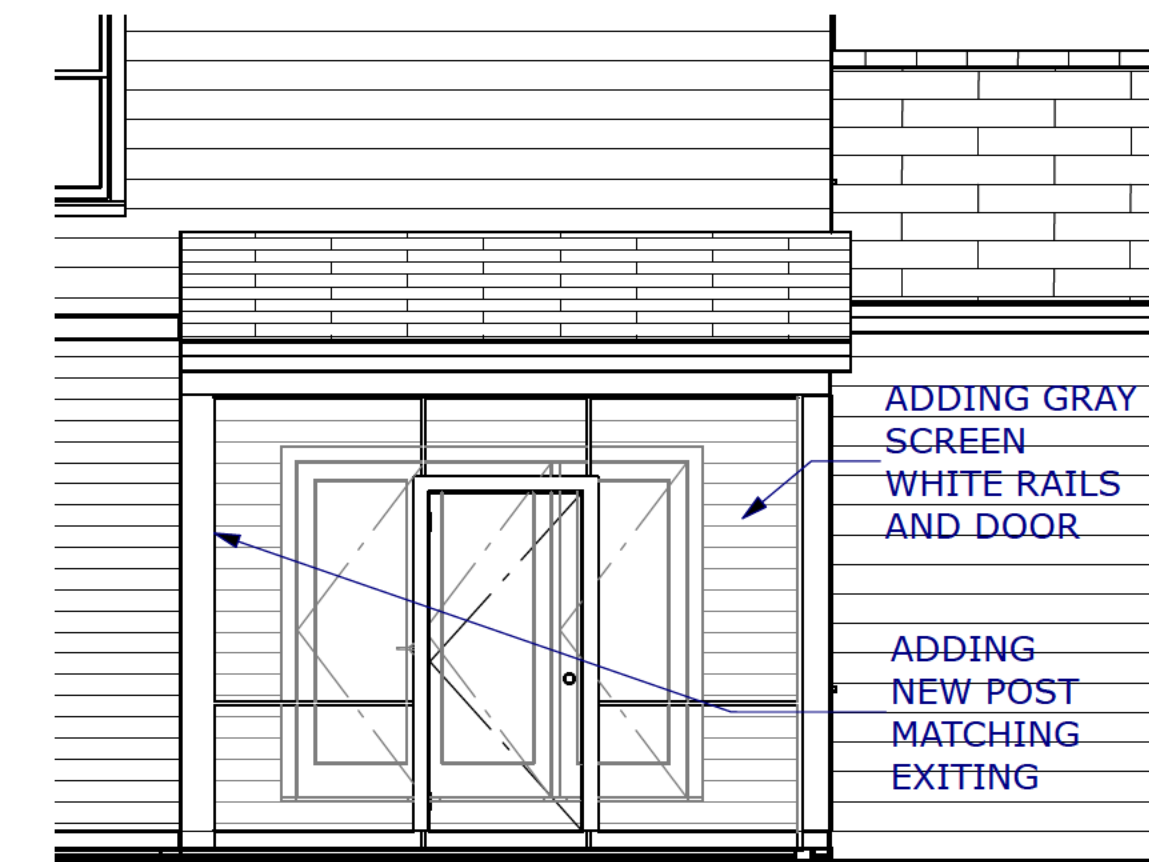 ADDING GRAY
SCREEN
WHITE RAILS
AND DOOR
ADDING
NEW POST
MATCHING
EXITING